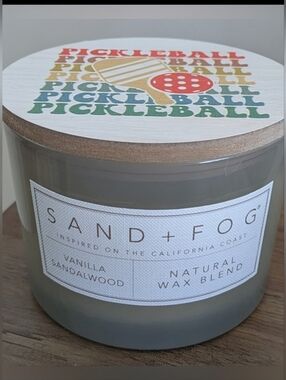 PICKLEBALL
PICKLEBALL
PICKLEBALL
PICKLEBALL
PICKLEBALL
PICKLEBALL
SAND + FOG®
INSPIRED ON THE CALIFORNIA COAST
VANILLA
SANDALWOOD
NATURAL
WAX BLEND